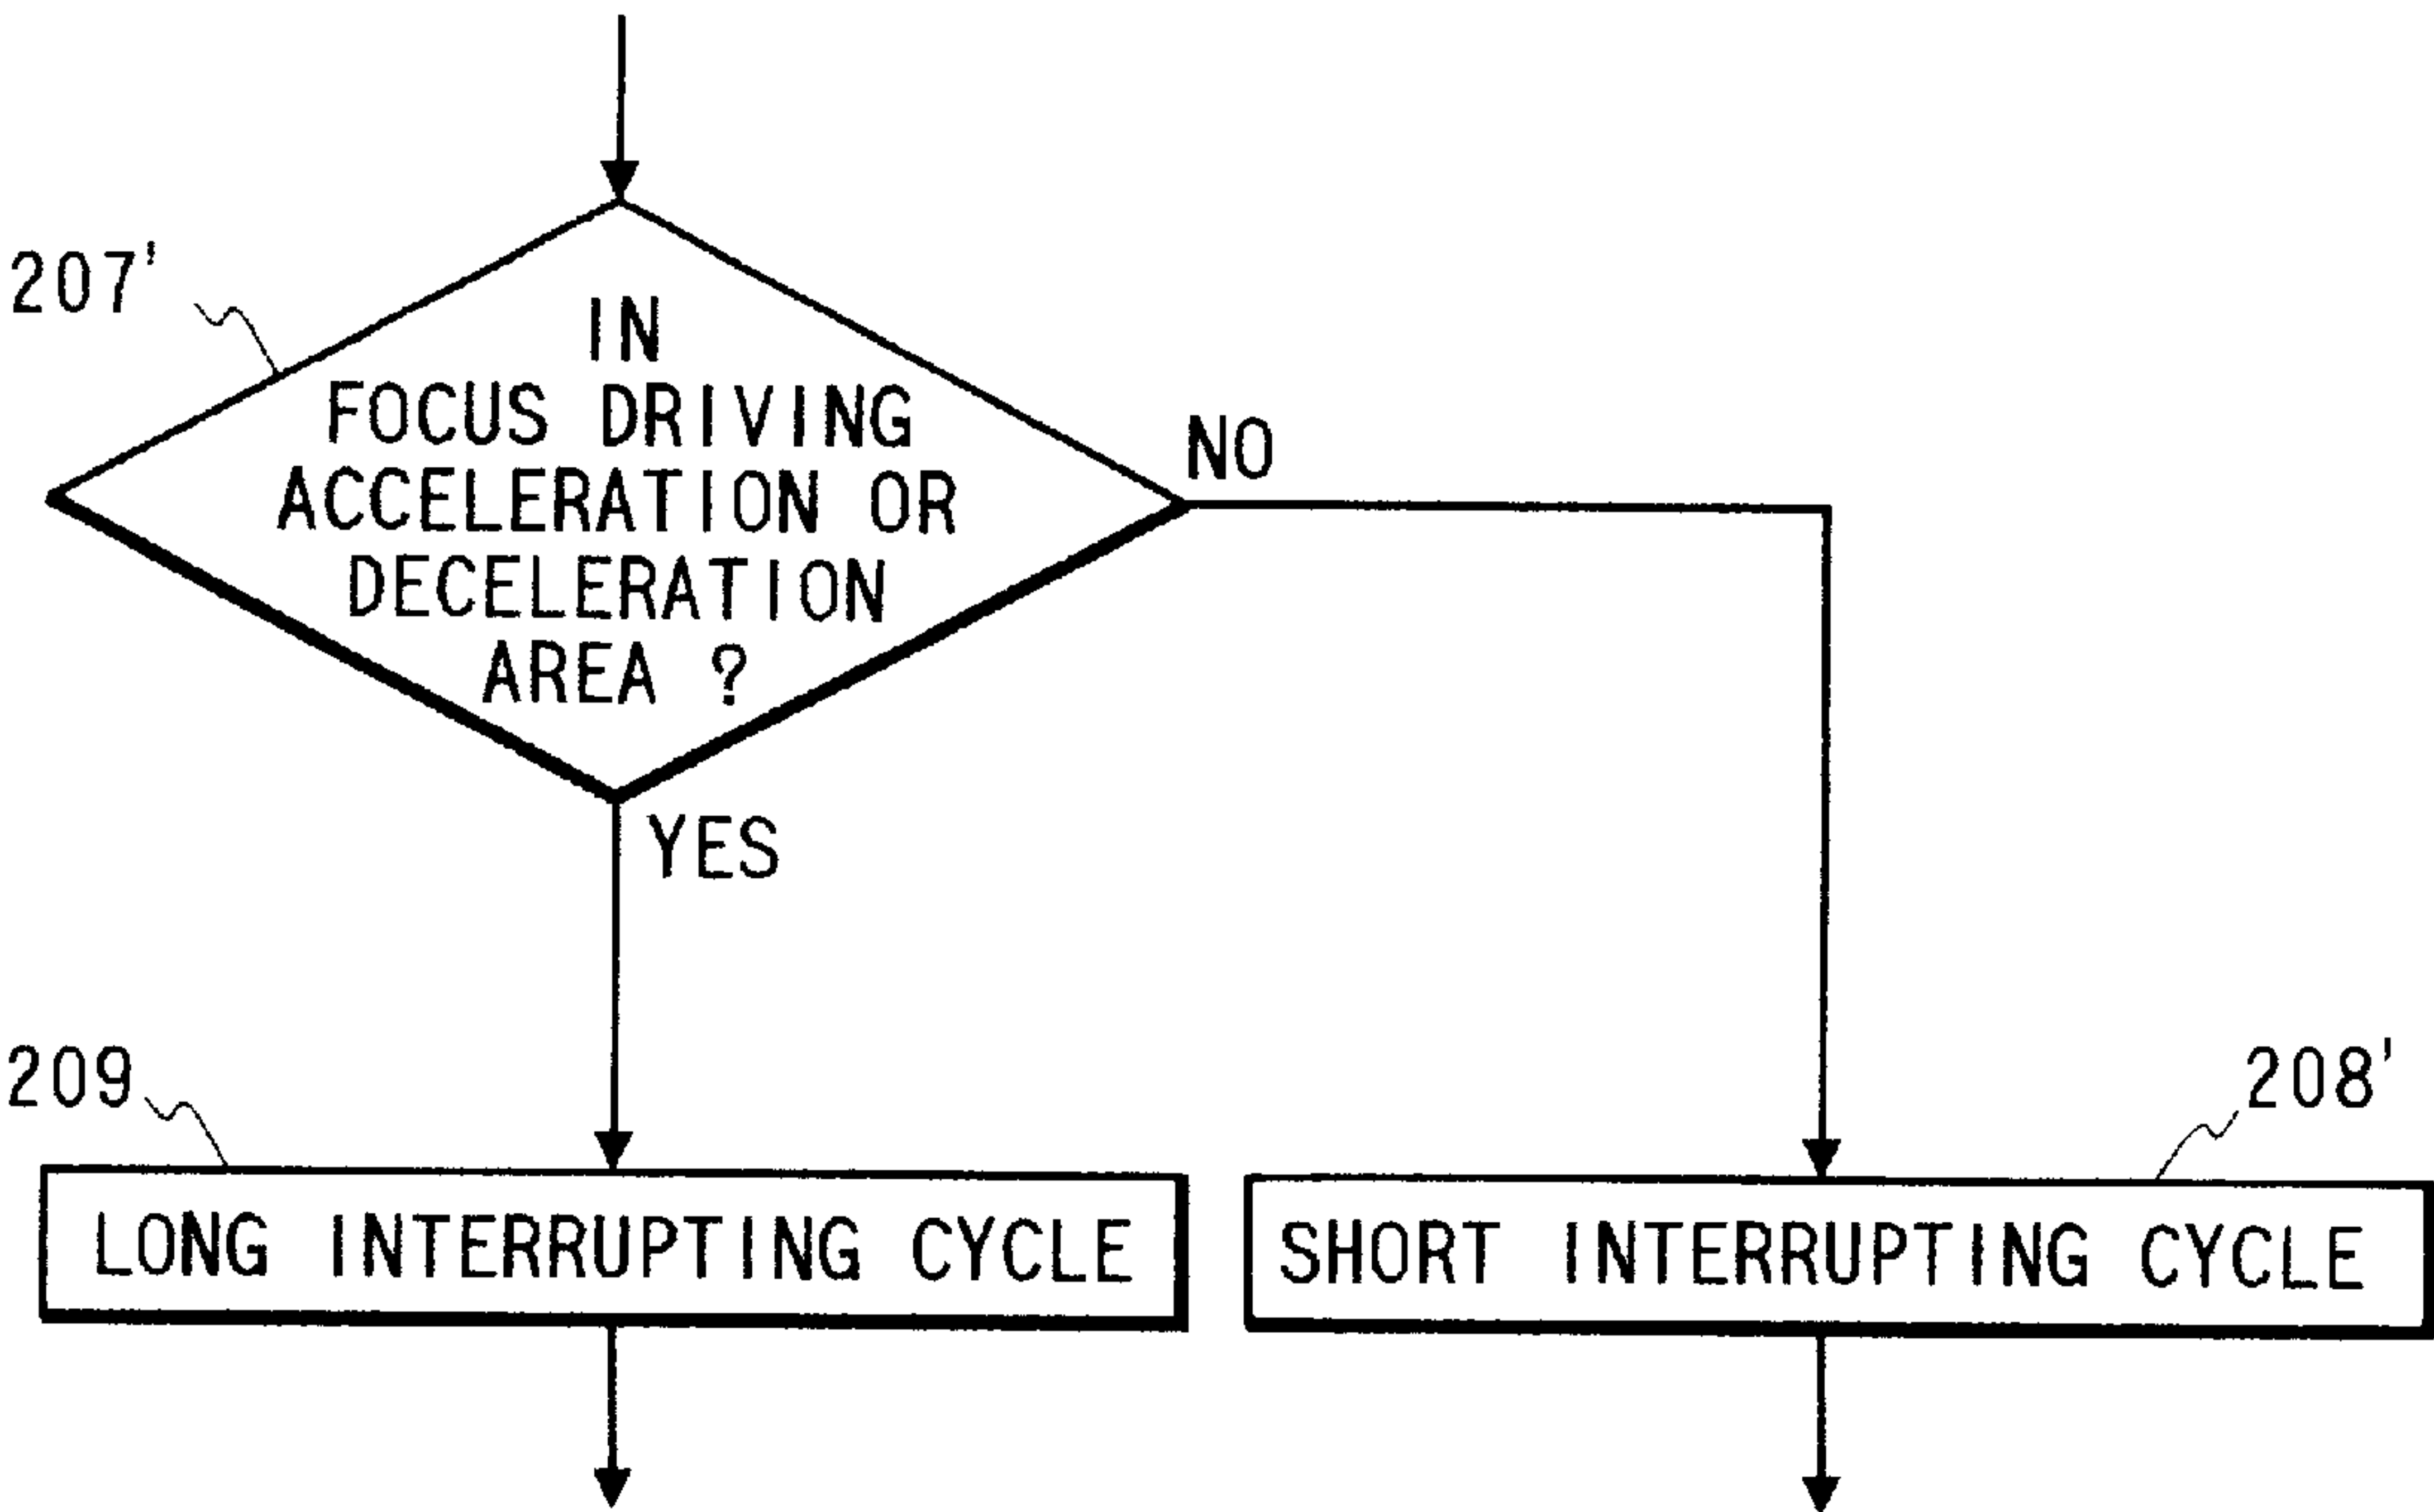 207'
IN
FOCUS DRIVING
ACCELERATION OR
DECELERATION
AREA ?
NO
YES
209
208'
LONG INTERRUPTING CYCLE
SHORT INTERRUPTING CYCLE